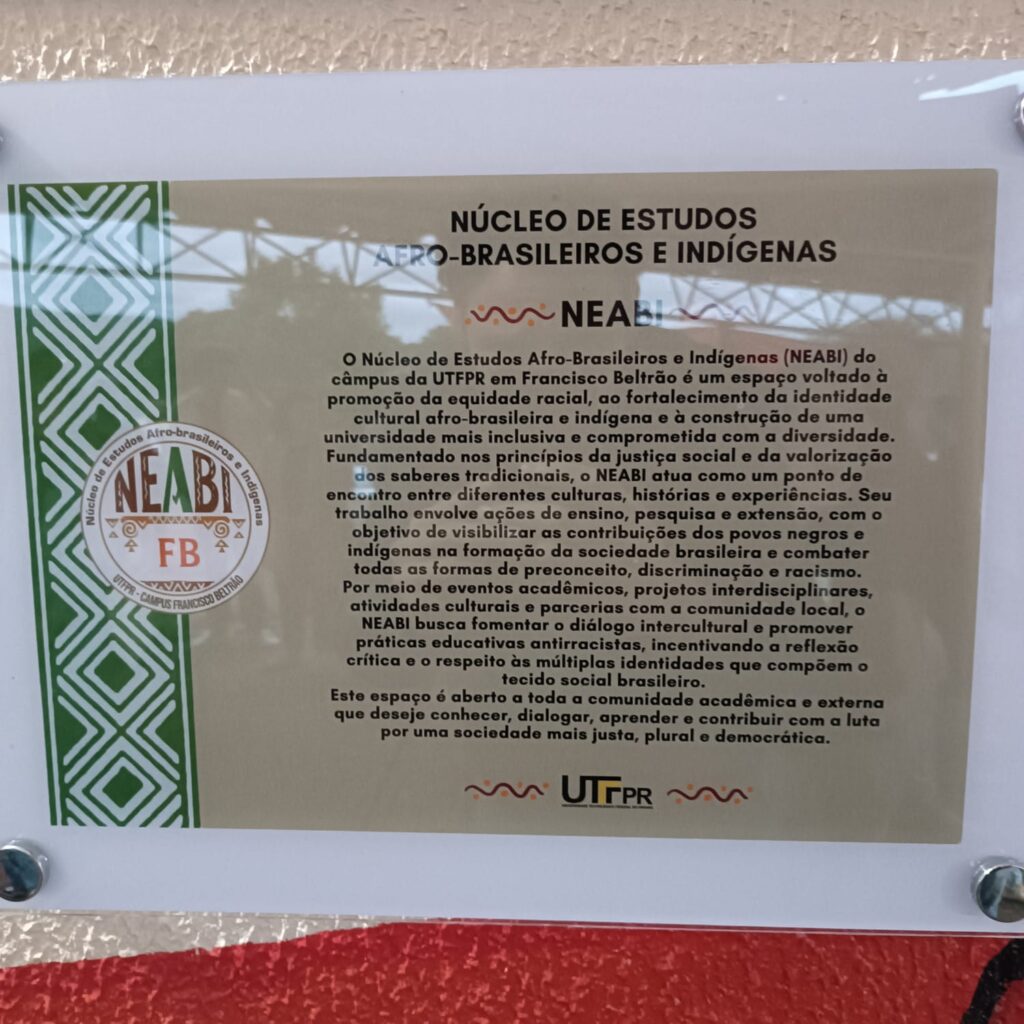 NÚCLEO DE ESTUDOS
AFRO-BRASILEIROS E INDÍGENAS
NEABI
O Núcleo de Estudos Afro-Brasileiros e Indígenas (NEABI) do
câmpus da UTFPR em Francisco Beltrão é um espaço voltado à
promoção da equidade racial, ao fortalecimento da identidade
cultural afro-brasileira e indígena e à construção de uma
universidade mais inclusiva e comprometida com a diversidade.
Fundamentado nos princípios da justiça social e da valorização
dos saberes tradicionais, o NEABI atua como um ponto de
encontro entre diferentes culturas, histórias e experiências. Seu
trabalho envolve ações de ensino, pesquisa e extensão, com o
objetivo de visibilizar as contribuições dos povos negros e
indígenas na formação da sociedade brasileira e combater
todas as formas de preconceito, discriminação e racismo.
Por meio de eventos acadêmicos, projetos interdisciplinares,
atividades culturais e parcerias com a comunidade local, o
NEABI busca fomentar o diálogo intercultural e promover
práticas educativas antirracistas, incentivando a reflexão
crítica e o respeito às múltiplas identidades que compõem o
tecido social brasileiro.
Este espaço é aberto a toda a comunidade acadêmica e externa
que deseje conhecer, dialogar, aprender e contribuir com a luta
por uma sociedade mais justa, plural e democrática.
Núcleo de Estudos Afro-brasileiros e Indígenas
NEABI
FB
UTFPR - CAMPUS FRANCISCO BELTRÃO
UTFPR